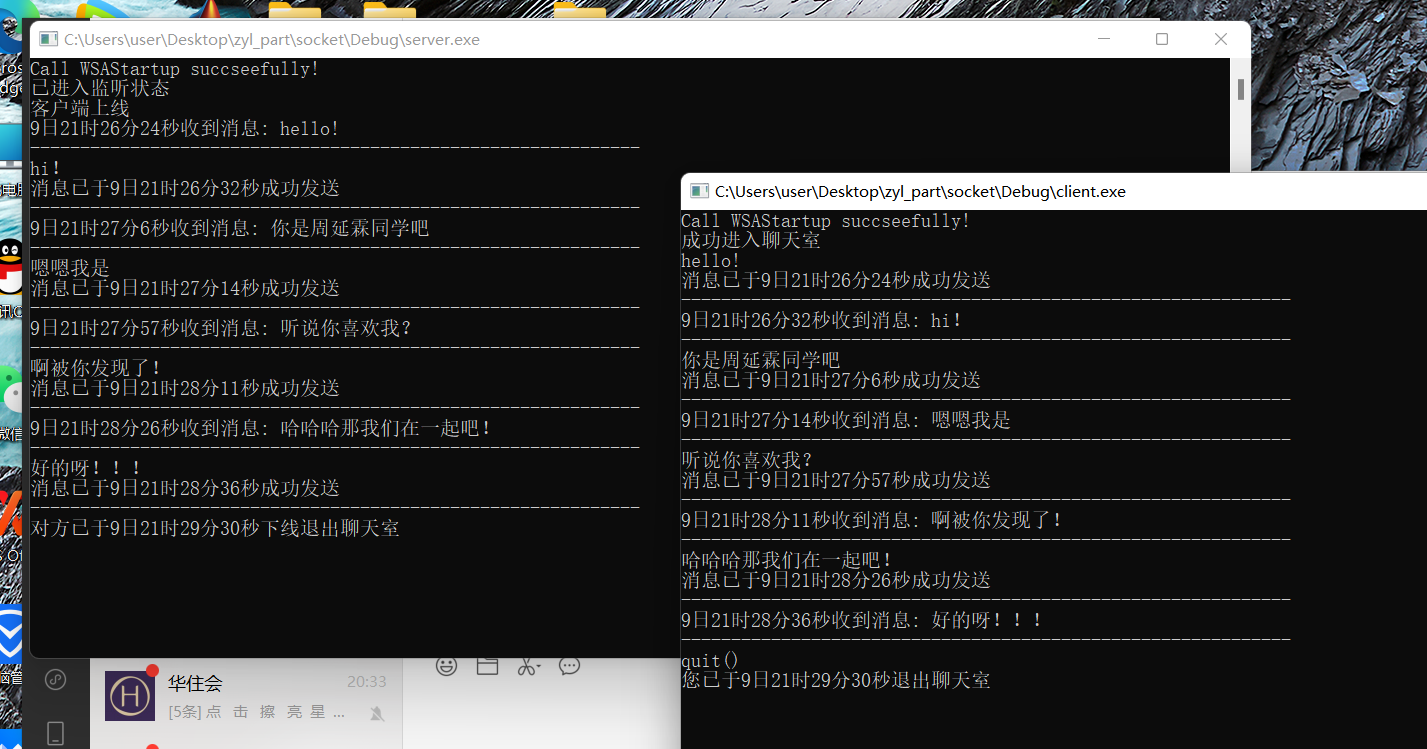 C:\Users\user\Desktop\zyl_part\socket\Debug\server.exe
Call WSAStartup succseefully!
已进入监听状态
客户端上线
9日21时26分24秒收到消息: hello!
-------------------------------------------------------------
hi!
消息已于9日21时26分32秒成功发送
-------------------------------------------------------------
9日21时27分6秒收到消息: 你是周延霖同学吧
-------------------------------------------------------------
嗯嗯我是
消息已于9日21时27分14秒成功发送
-------------------------------------------------------------
9日21时27分57秒收到消息: 听说你喜欢我？
-------------------------------------------------------------
啊被你发现了！
消息已于9日21时28分11秒成功发送
-------------------------------------------------------------
9日21时28分26秒收到消息: 哈哈哈那我们在一起吧！
-------------------------------------------------------------
好的呀！！！
消息已于9日21时28分36秒成功发送
-------------------------------------------------------------
对方已于9日21时29分30秒下线退出聊天室
C:\Users\user\Desktop\zyl_part\socket\Debug\client.exe
Call WSAStartup succseefully!
成功进入聊天室
hello!
消息已于9日21时26分24秒成功发送
-------------------------------------------------------------
9日21时26分32秒收到消息: hi!
-------------------------------------------------------------
你是周延霖同学吧
消息已于9日21时27分6秒成功发送
-------------------------------------------------------------
9日21时27分14秒收到消息: 嗯嗯我是
-------------------------------------------------------------
听说你喜欢我？
消息已于9日21时27分57秒成功发送
-------------------------------------------------------------
9日21时28分11秒收到消息: 啊被你发现了！
-------------------------------------------------------------
哈哈哈那我们在一起吧！
消息已于9日21时28分26秒成功发送
-------------------------------------------------------------
9日21时28分36秒收到消息: 好的呀！！！
-------------------------------------------------------------
quit()
您已于9日21时29分30秒退出聊天室
华住会
20:33
[5条] 点 击 擦 亮 星 ...